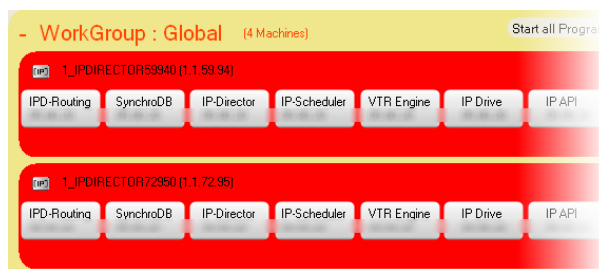 - WorkGroup : Global (4 Machines) Start all Progra
IP 1_IPDIRECTOR59940 (1.1.59.94)
IPD-Routing SynchroDB IP-Director IP-Scheduler VTR Engine IP Drive IP API
IP 1_IPDIRECTOR72950 (1.1.72.95)
IPD-Routing SynchroDB IP-Director IP-Scheduler VTR Engine IP Drive IP API